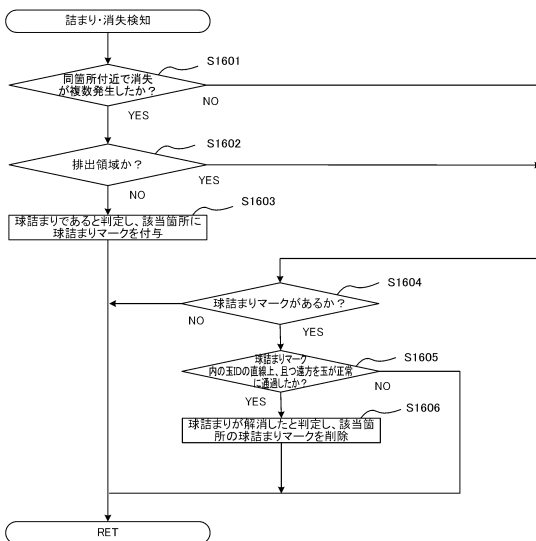 詰まり・消失検知
S1601
同箇所付近で消失
が複数発生したか？
NO
YES
S1602
排出領域か？
YES
NO
S1603
球詰まりであると判定し、該当箇所に
球詰まりマークを付与
S1604
球詰まりマークがあるか？
NO
YES
S1605
球詰まりマーク
内の玉IDの直線上、且つ遠方を玉が正常
に通過したか？
NO
YES
S1606
球詰まりが解消したと判定し、該当箇
所の球詰まりマークを削除
RET